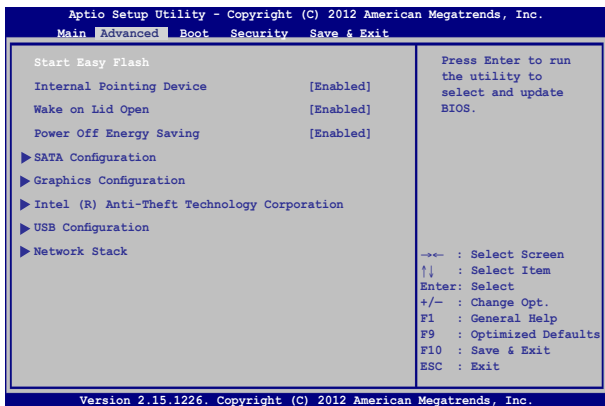 Aptio Setup Utility - Copyright (C) 2012 American Megatrends, Inc.
Main Advanced Boot Security Save & Exit
Start Easy Flash
Internal Pointing Device [Enabled]
Wake on Lid Open [Enabled]
Power Off Energy Saving [Enabled]
SATA Configuration
Graphics Configuration
Intel (R) Anti-Theft Technology Corporation
USB Configuration
Network Stack
Press Enter to run
the utility to
select and update
BIOS.
→← : Select Screen
↑↓ : Select Item
Enter: Select
+/— : Change Opt.
F1 : General Help
F9 : Optimized Defaults
F10 : Save & Exit
ESC : Exit
Version 2.15.1226. Copyright (C) 2012 American Megatrends, Inc.